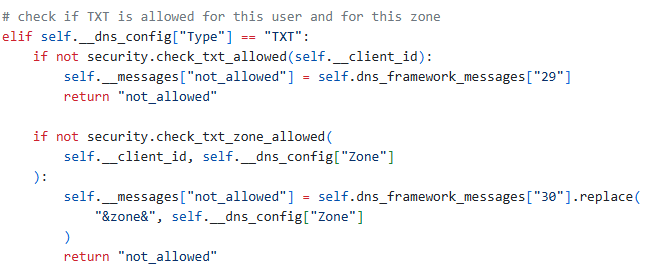 # check if TXT is allowed for this user and for this zone
elif self.__dns_config["Type"] == "TXT":
    if not security.check_txt_allowed(self.__client_id):
        self.__messages["not_allowed"] = self.dns_framework_messages["29"]
        return "not_allowed"

    if not security.check_txt_zone_allowed(
        self.__client_id, self.__dns_config["Zone"]
    ):
        self.__messages["not_allowed"] = self.dns_framework_messages["30"].replace(
            "&zone&", self.__dns_config["Zone"]
        )
        return "not_allowed"